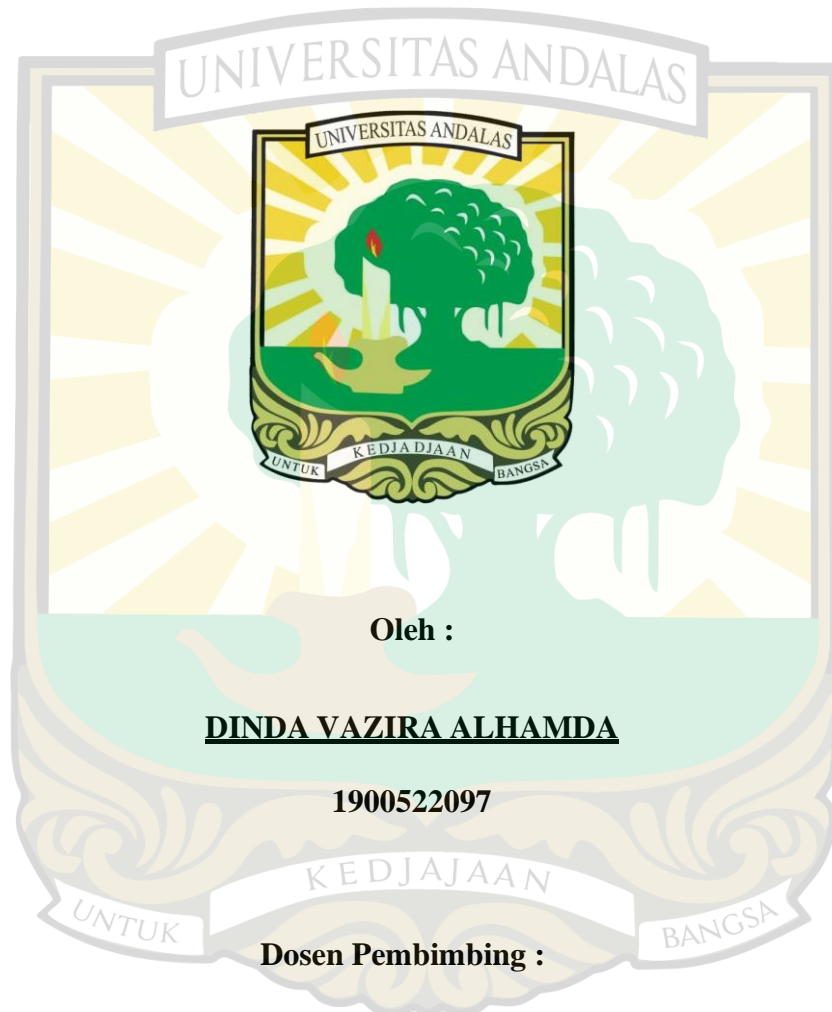 UNIVERSITAS ANDALAS
UNIVERSITAS ANDALAS
UNTUK KEDJADJAAN BANGSA
Oleh :
DINDA VAZIRA ALHAMDA
1900522097
UNTUK KEDJAJAAN BANGSA
Dosen Pembimbing :